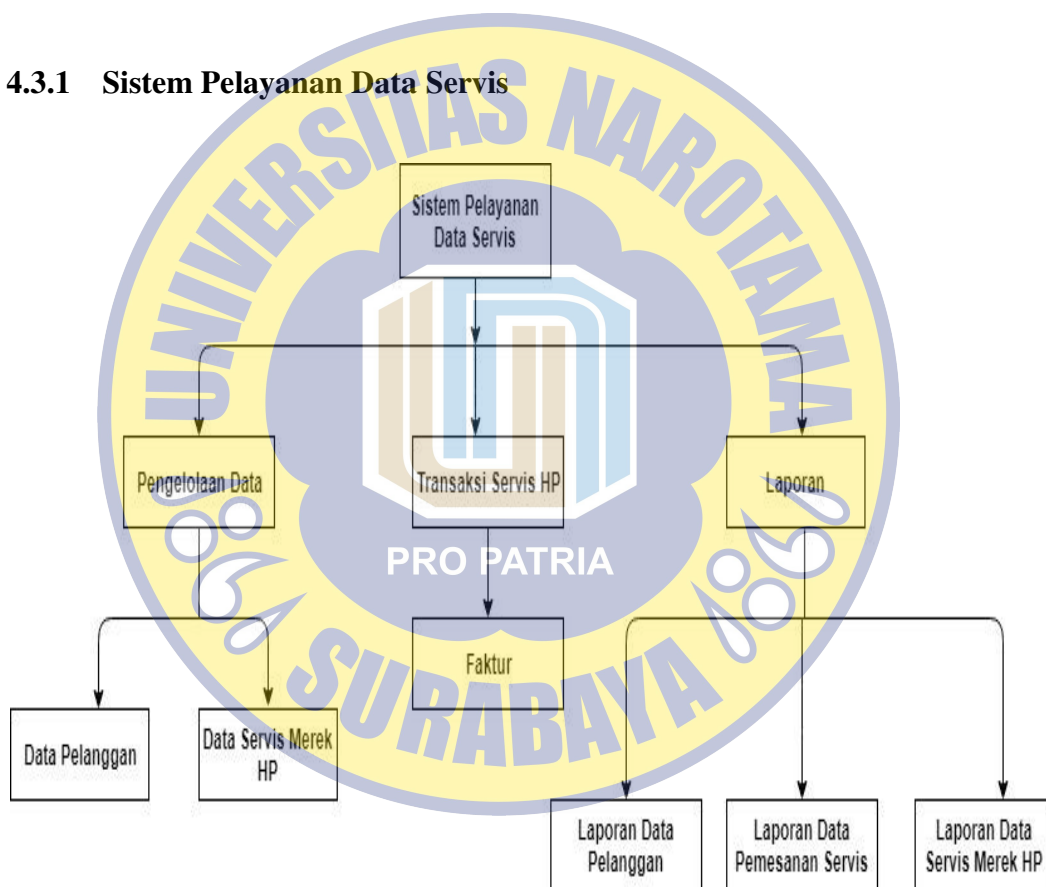 4.3.1 Sistem Pelayanan Data Servis
UNIVERSITAS NAROTAMA
Sistem Pelayanan
Data Servis
Pengelolaan Data
Transaksi Servis HP
Laporan
PRO PATRIA
Faktur
SURABAYA
Data Pelanggan
Data Servis Merek
HP
Laporan Data
Pelanggan
Laporan Data
Pemesanan Servis
Laporan Data
Servis Merek HP